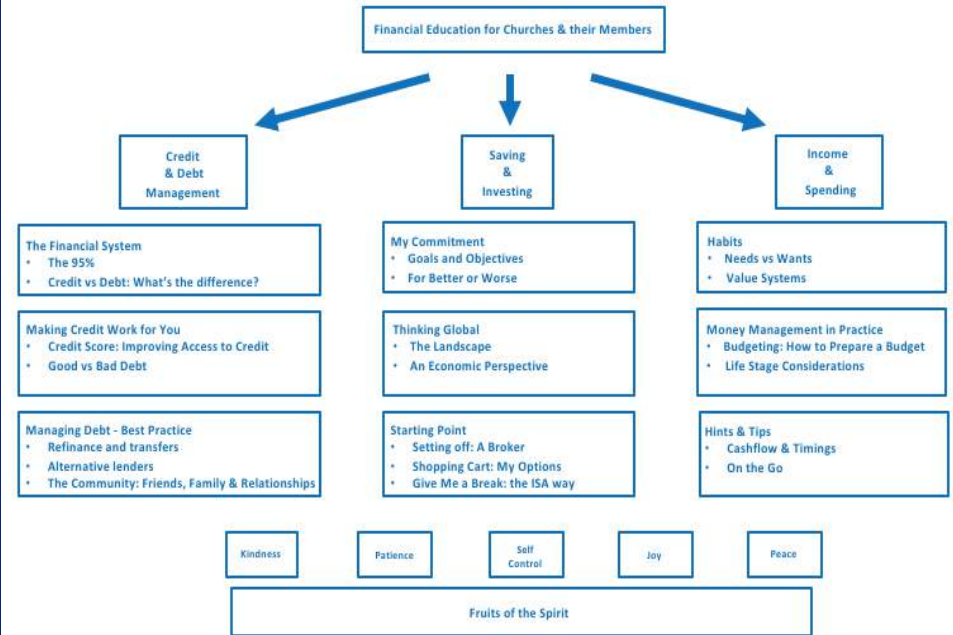 Financial Education for Churches & their Members
Credit
& Debt
Management
Saving
&
Investing
Income
&
Spending
The Financial System
• The 95%
• Credit vs Debt: What's the difference?
My Commitment
• Goals and Objectives
• For Better or Worse
Habits
• Needs vs Wants
• Value Systems
Making Credit Work for You
• Credit Score: Improving Access to Credit
• Good vs Bad Debt
Thinking Global
• The Landscape
• An Economic Perspective
Money Management in Practice
• Budgeting: How to Prepare a Budget
• Life Stage Considerations
Managing Debt - Best Practice
• Refinance and transfers
• Alternative lenders
• The Community: Friends, Family & Relationships
Starting Point
• Setting off: A Broker
• Shopping Cart: My Options
• Give Me a Break: the ISA way
Hints & Tips
• Cashflow & Timings
• On the Go
Kindness
Patience
Self
Control
Joy
Peace
Fruits of the Spirit